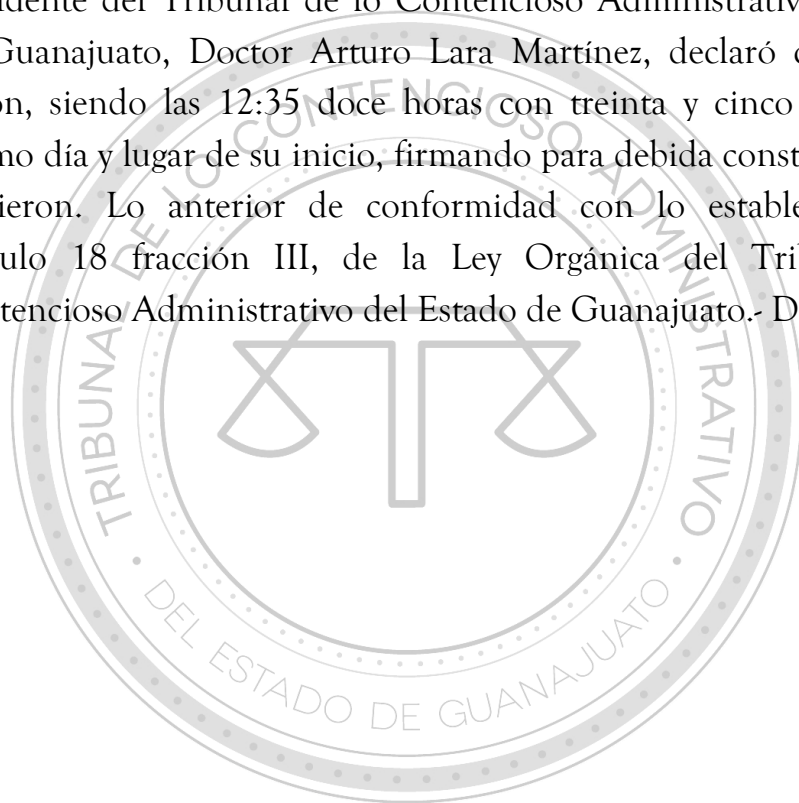 idente del Tribunal de lo Contencioso Administrativ
Guanajuato, Doctor Arturo Lara Martínez, declaró
ón, siendo las 12:35 doce horas con treinta y cinco
mo día y lugar de su inicio, firmando para debida const
ieron. Lo anterior de conformidad con lo estable
ulo 18 fracción III, de la Ley Orgánica del Tri
tencioso Administrativo del Estado de Guanajuato.- D
TRIBUNAL DE LO CONTENCIOSO ADMINISTRATIVO
DEL ESTADO DE GUANAJUATO